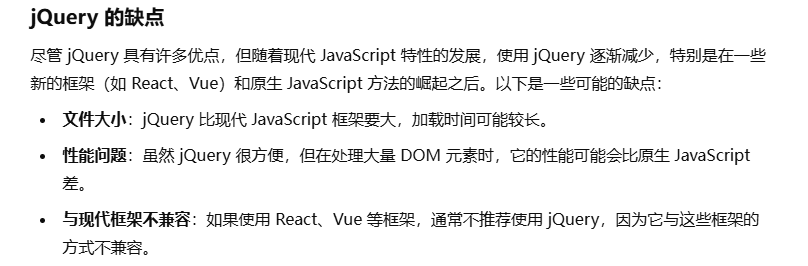 jQuery 的缺点
尽管 jQuery 具有许多优点，但随着现代 JavaScript 特性的发展，使用 jQuery 逐渐减少，特别是在一些
新的框架（如 React、Vue）和原生 JavaScript 方法的崛起之后。以下是一些可能的缺点：
• 文件大小：jQuery 比现代 JavaScript 框架要大，加载时间可能较长。
• 性能问题：虽然 jQuery 很方便，但在处理大量 DOM 元素时，它的性能可能会比原生 JavaScript
差。
• 与现代框架不兼容：如果使用 React、Vue 等框架，通常不推荐使用 jQuery，因为它与这些框架的
方式不兼容。